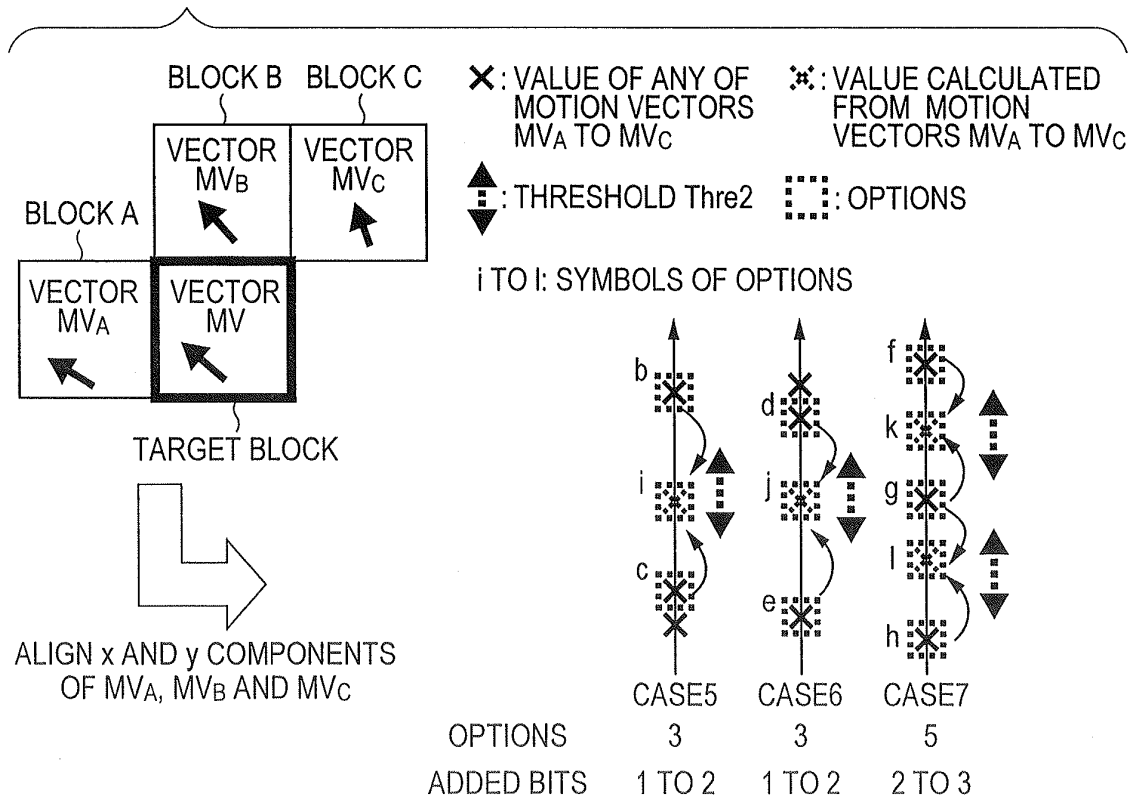 BLOCK B
BLOCK C
BLOCK A
VECTOR
MVB
VECTOR
MVC
VECTOR
MVA
VECTOR
MV
TARGET BLOCK
ALIGN x AND y COMPONENTS
OF MVA, MVB AND MVC
: VALUE OF ANY OF
MOTION VECTORS
MVA TO MVC
: VALUE CALCULATED
FROM MOTION
VECTORS MVA TO MVC
: THRESHOLD Thre2
: OPTIONS
i TO l: SYMBOLS OF OPTIONS
b
i
c
d
j
e
f
k
g
l
h
CASE5 CASE6 CASE7
OPTIONS 3 3 5
ADDED BITS 1 TO 2 1 TO 2 2 TO 3